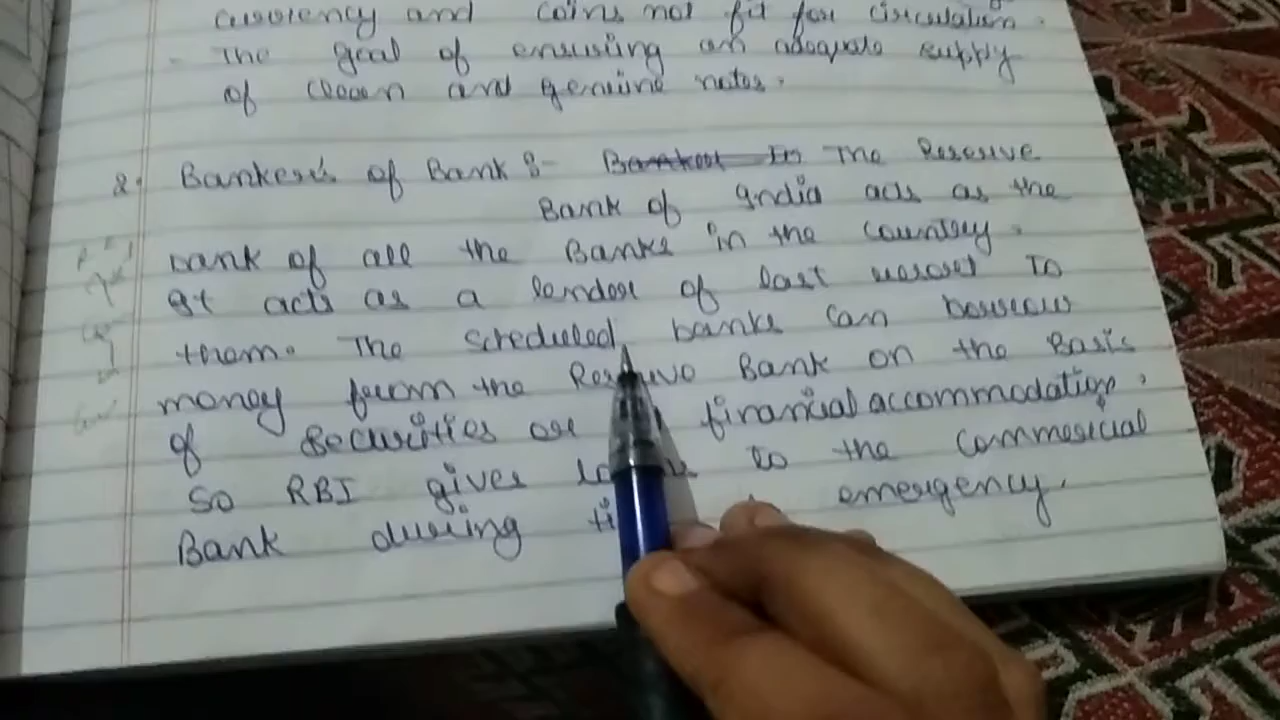 currency and coins not fit for circulation.
- The goal of ensuring an adequate supply
of clean and genuine notes.
2. Banker's of Bank :- The Reserve
Bank of India acts as the
bank of all the Banks in the country.
It acts as a lender of last resort to
them. The scheduled banks can borrow
money from the Reserve Bank on the Basis
of Securities or financial accommodation,
So RBI gives to the commercial
Bank during emergency.